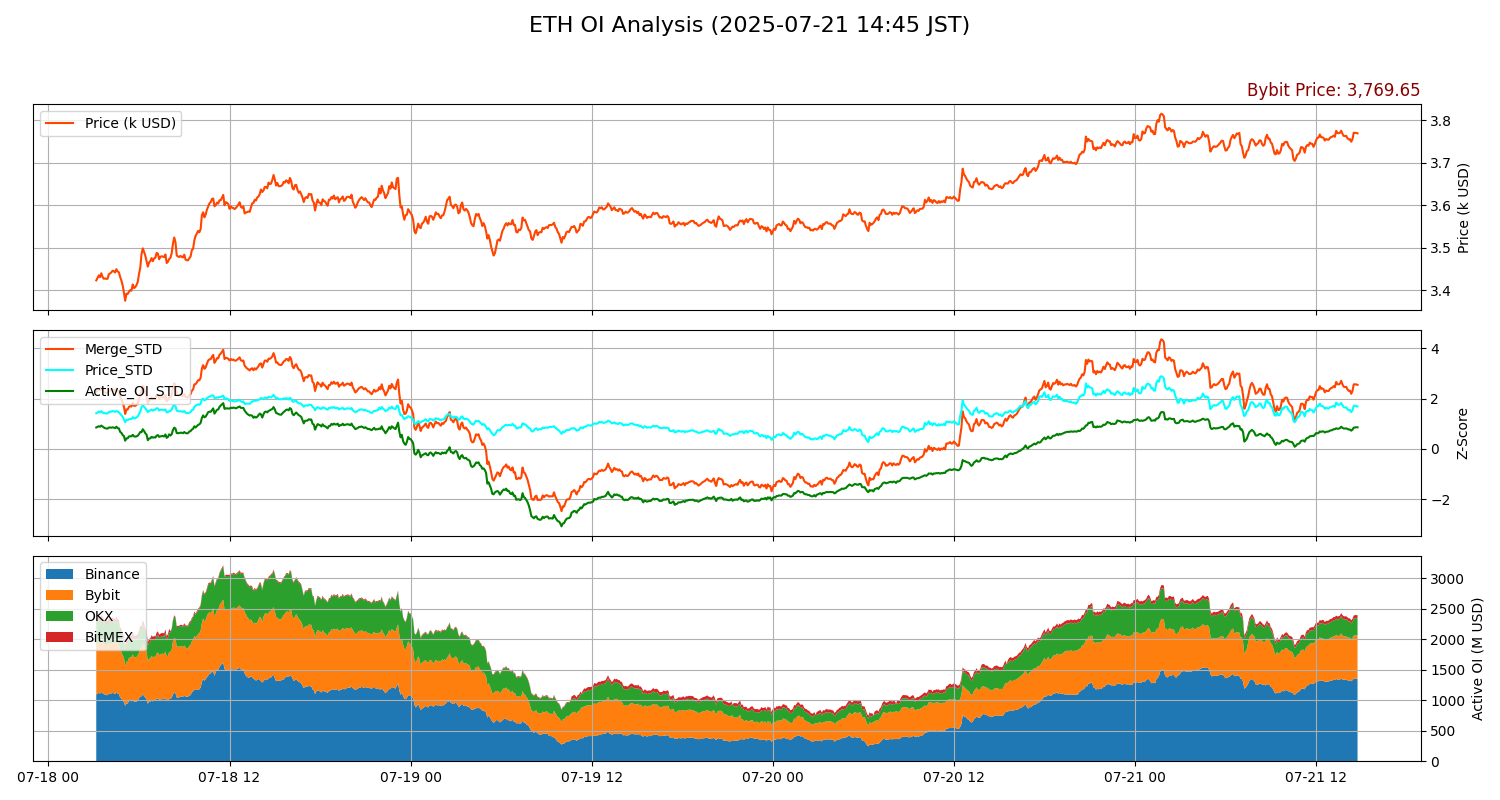 ETH OI Analysis (2025-07-21 14:45 JST)
Bybit Price: 3,769.65
Price (k USD)
3.8
3.7
3.6
3.5
3.4
Price (k USD)
Merge_STD
Price_STD
Active_OI_STD
4
2
0
−2
Z-Score
Binance
Bybit
OKX
BitMEX
3000
2500
2000
1500
1000
500
0
Active OI (M USD)
07-18 00
07-18 12
07-19 00
07-19 12
07-20 00
07-20 12
07-21 00
07-21 12